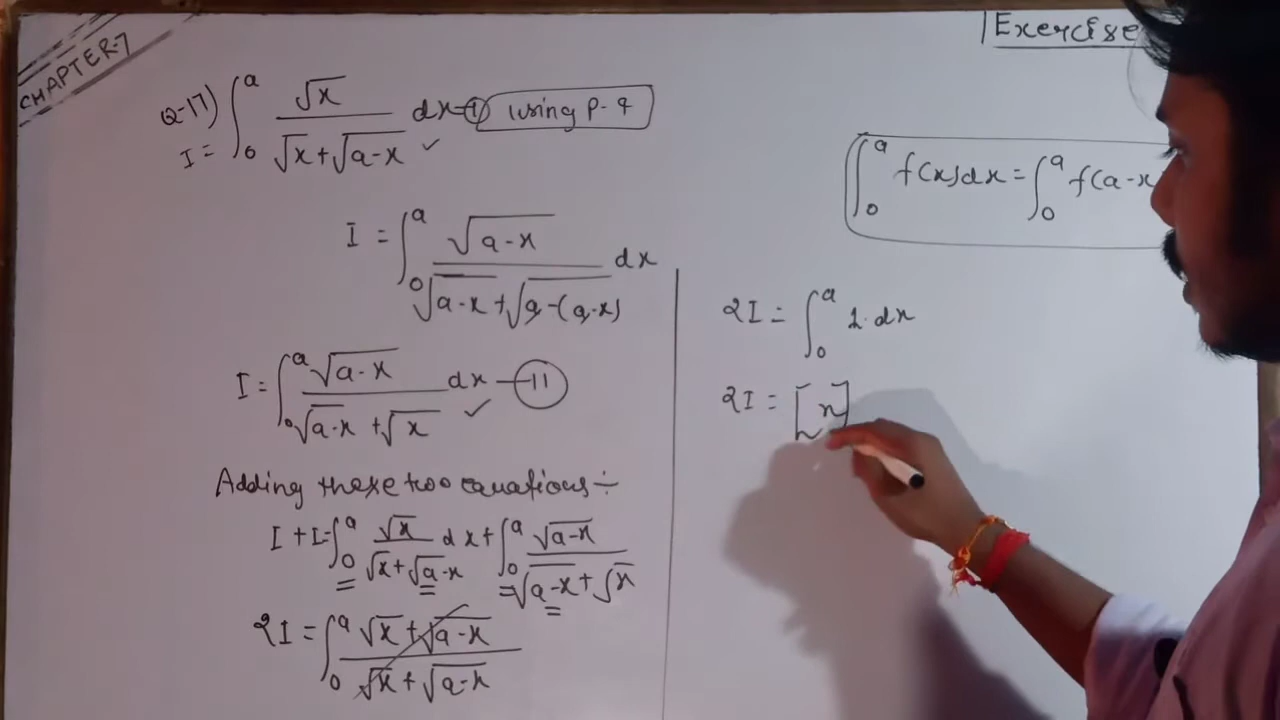 CHAPTER-7
Exercise
Q-17) I = ∫₀ᵃ √x / (√x+√a-x) dx — (1) using P-4
∫₀ᵃ f(x)dx = ∫₀ᵃ f(a-x
I = ∫₀ᵃ √a-x / (√a-x + √a-(a-x)) dx
I = ∫₀ᵃ √a-x / (√a-x + √x) dx — (11)
Adding these two equations ÷
I + I = ∫₀ᵃ √x / (√x+√a-x) dx + ∫₀ᵃ √a-x / (√a-x + √x)
2I = ∫₀ᵃ (√x + √a-x) / (√x + √a-x)
2I = ∫₀ᵃ 1·dx
2I = [x]